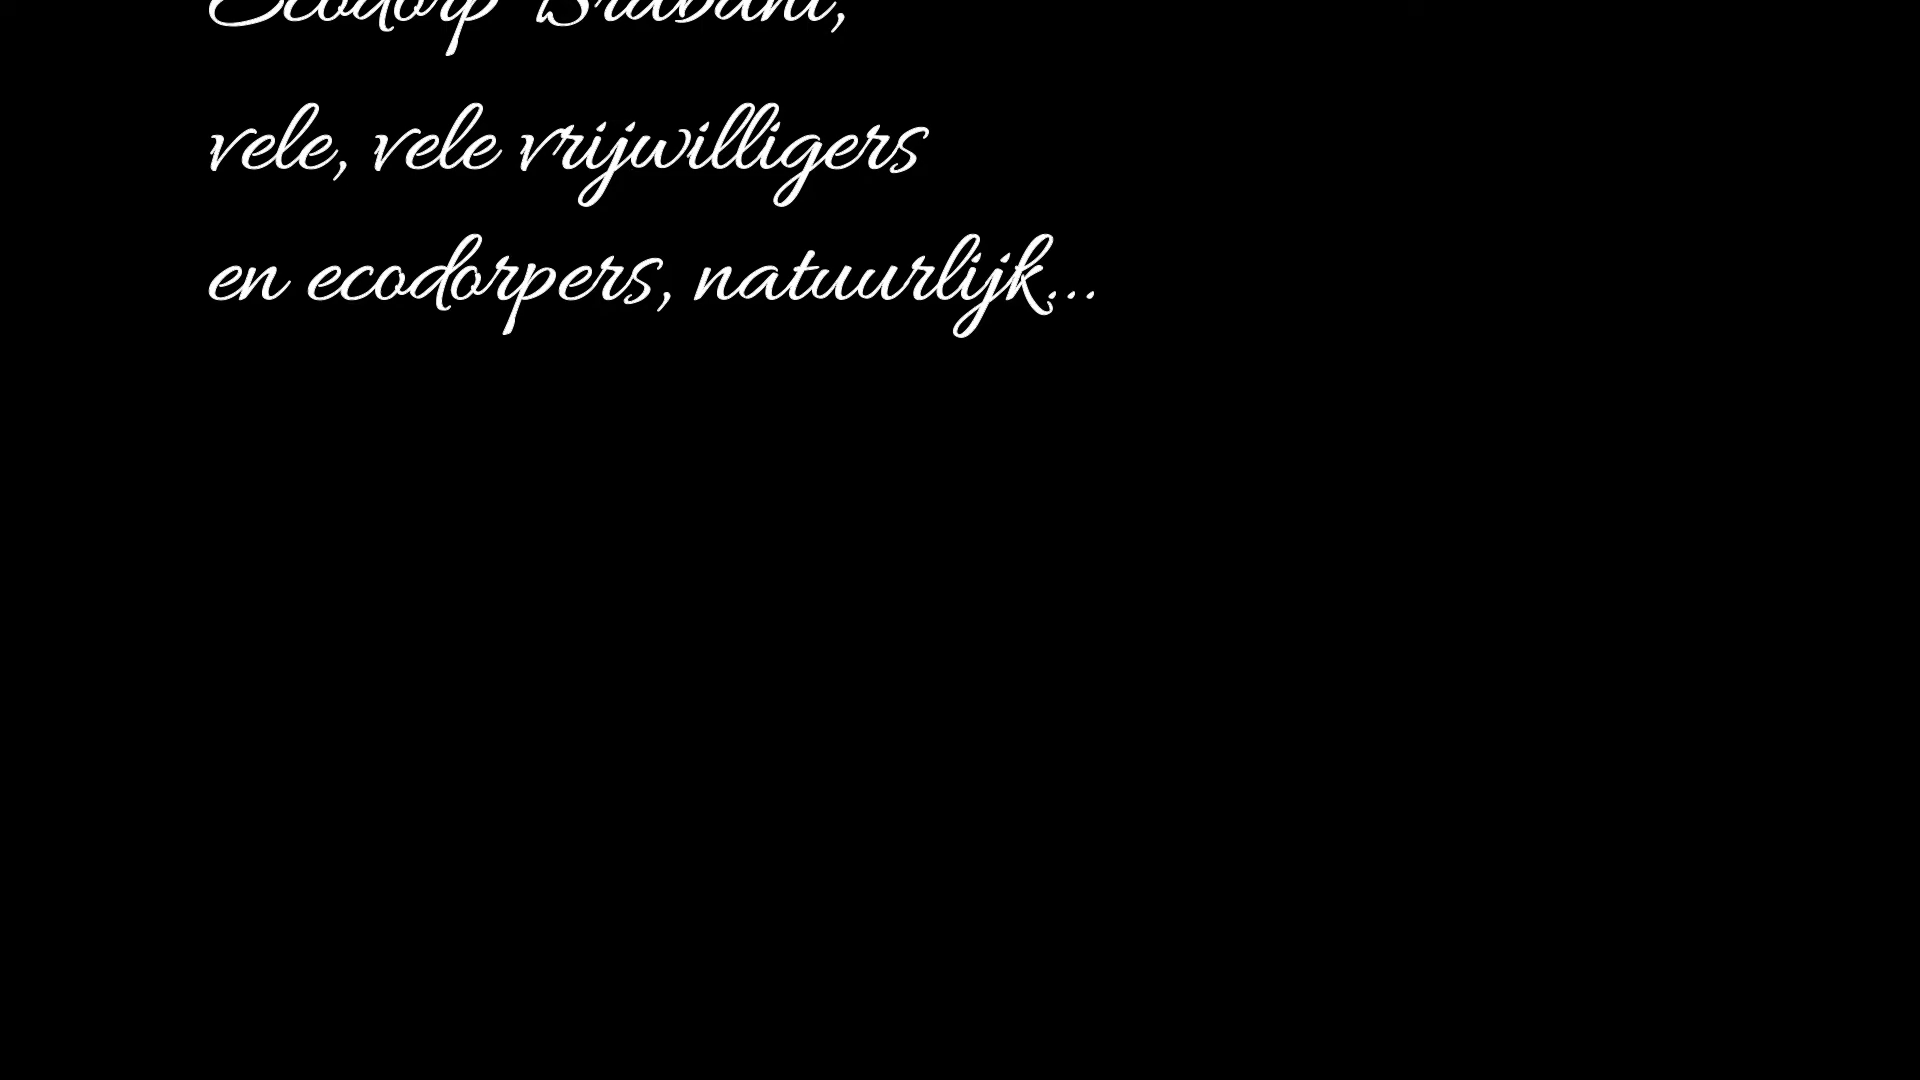 Ecodorp Brabant,
vele, vele vrijwilligers
en ecodorpers, natuurlijk...